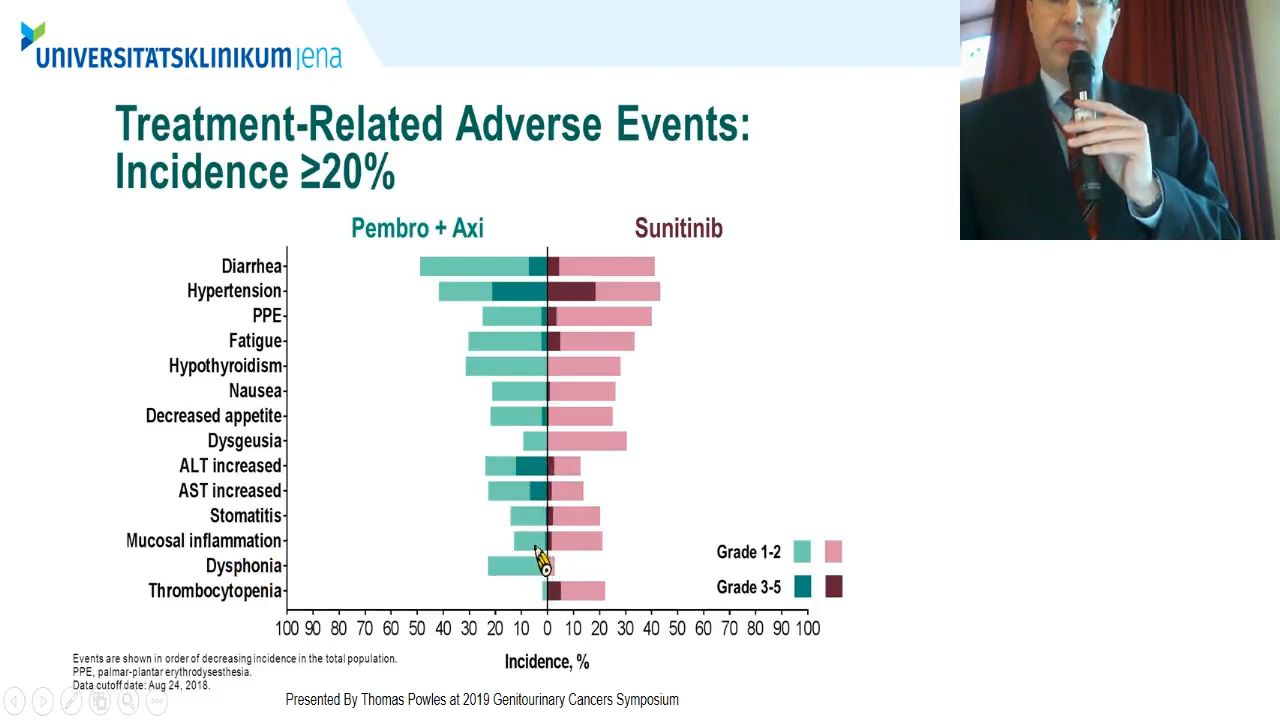 UNIVERSITÄTSKLINIKUM jena
Treatment-Related Adverse Events:
Incidence ≥20%
Pembro + Axi
Sunitinib
Diarrhea
Hypertension
PPE
Fatigue
Hypothyroidism
Nausea
Decreased appetite
Dysgeusia
ALT increased
AST increased
Stomatitis
Mucosal inflammation
Dysphonia
Thrombocytopenia
Grade 1-2
Grade 3-5
100 90 80 70 60 50 40 30 20 10 0 10 20 30 40 50 60 70 80 90 100
Incidence, %
Events are shown in order of decreasing incidence in the total population.
PPE, palmar-plantar erythrodysesthesia.
Data cutoff date: Aug 24, 2018.
Presented By Thomas Powles at 2019 Genitourinary Cancers Symposium